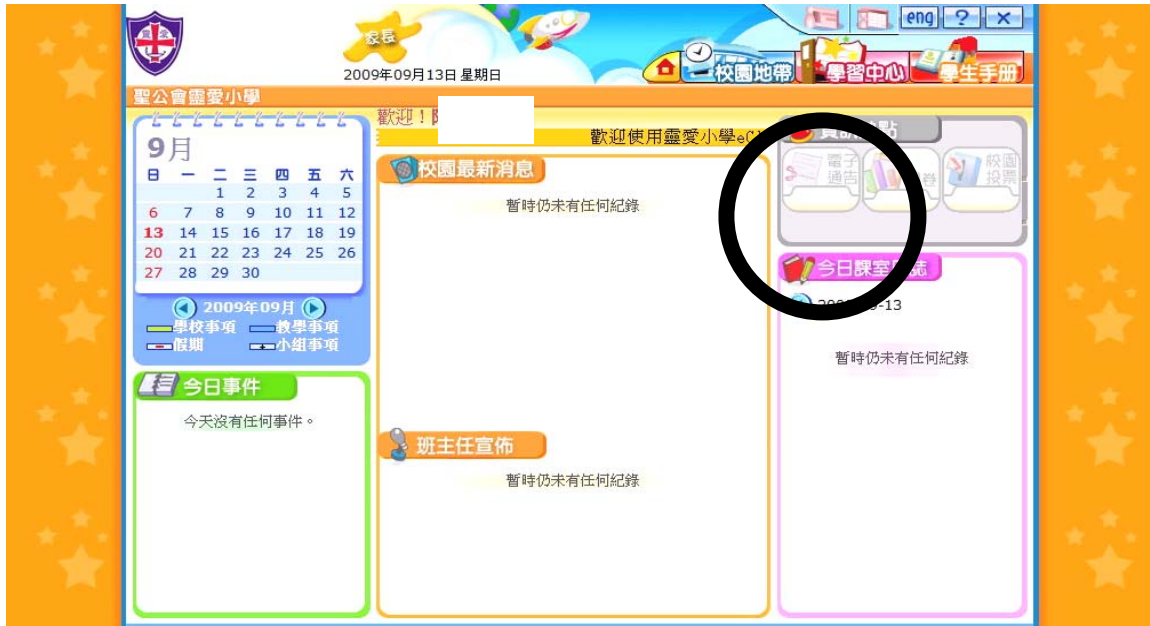 eng ? ×
家長
2009年09月13日 星期日
校園地帶 學習中心 學生手册
聖公會靈愛小學
歡迎！陳
歡迎使用靈愛小學eC
9月
日 一 二 三 四 五 六
1 2 3 4 5
6 7 8 9 10 11 12
13 14 15 16 17 18 19
20 21 22 23 24 25 26
27 28 29 30
2009年09月
學校事項 教學事項
假期 小組事項
今日事件
今天沒有任何事件。
校園最新消息
暫時仍未有任何紀錄
班主任宣佈
暫時仍未有任何紀錄
電子通告
校園投票
今日課室日誌
暫時仍未有任何紀錄